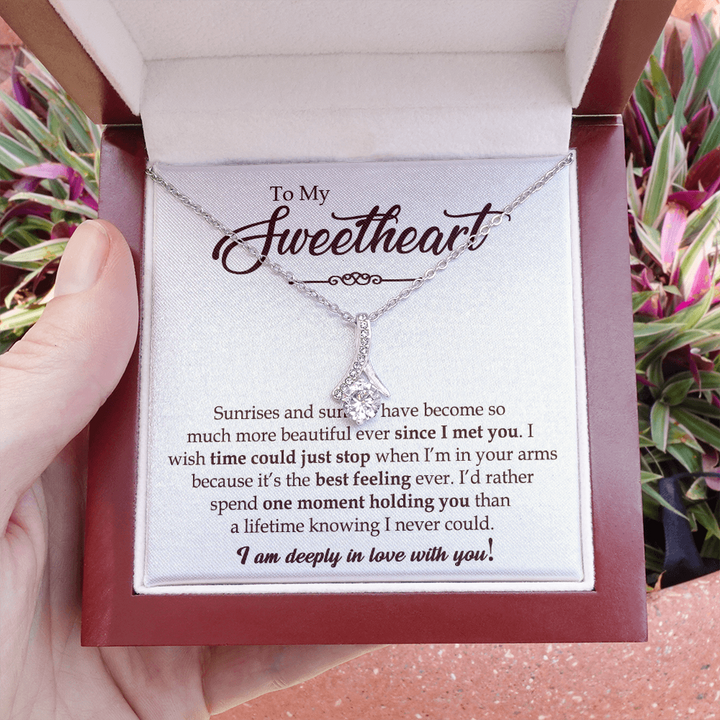 To My
Sweetheart
Sunrises and have become so
much more beautiful ever since I met you. I
wish time could just stop when I'm in your arms
because it's the best feeling ever. I'd rather
spend one moment holding you than
a lifetime knowing I never could.
I am deeply in love with you!